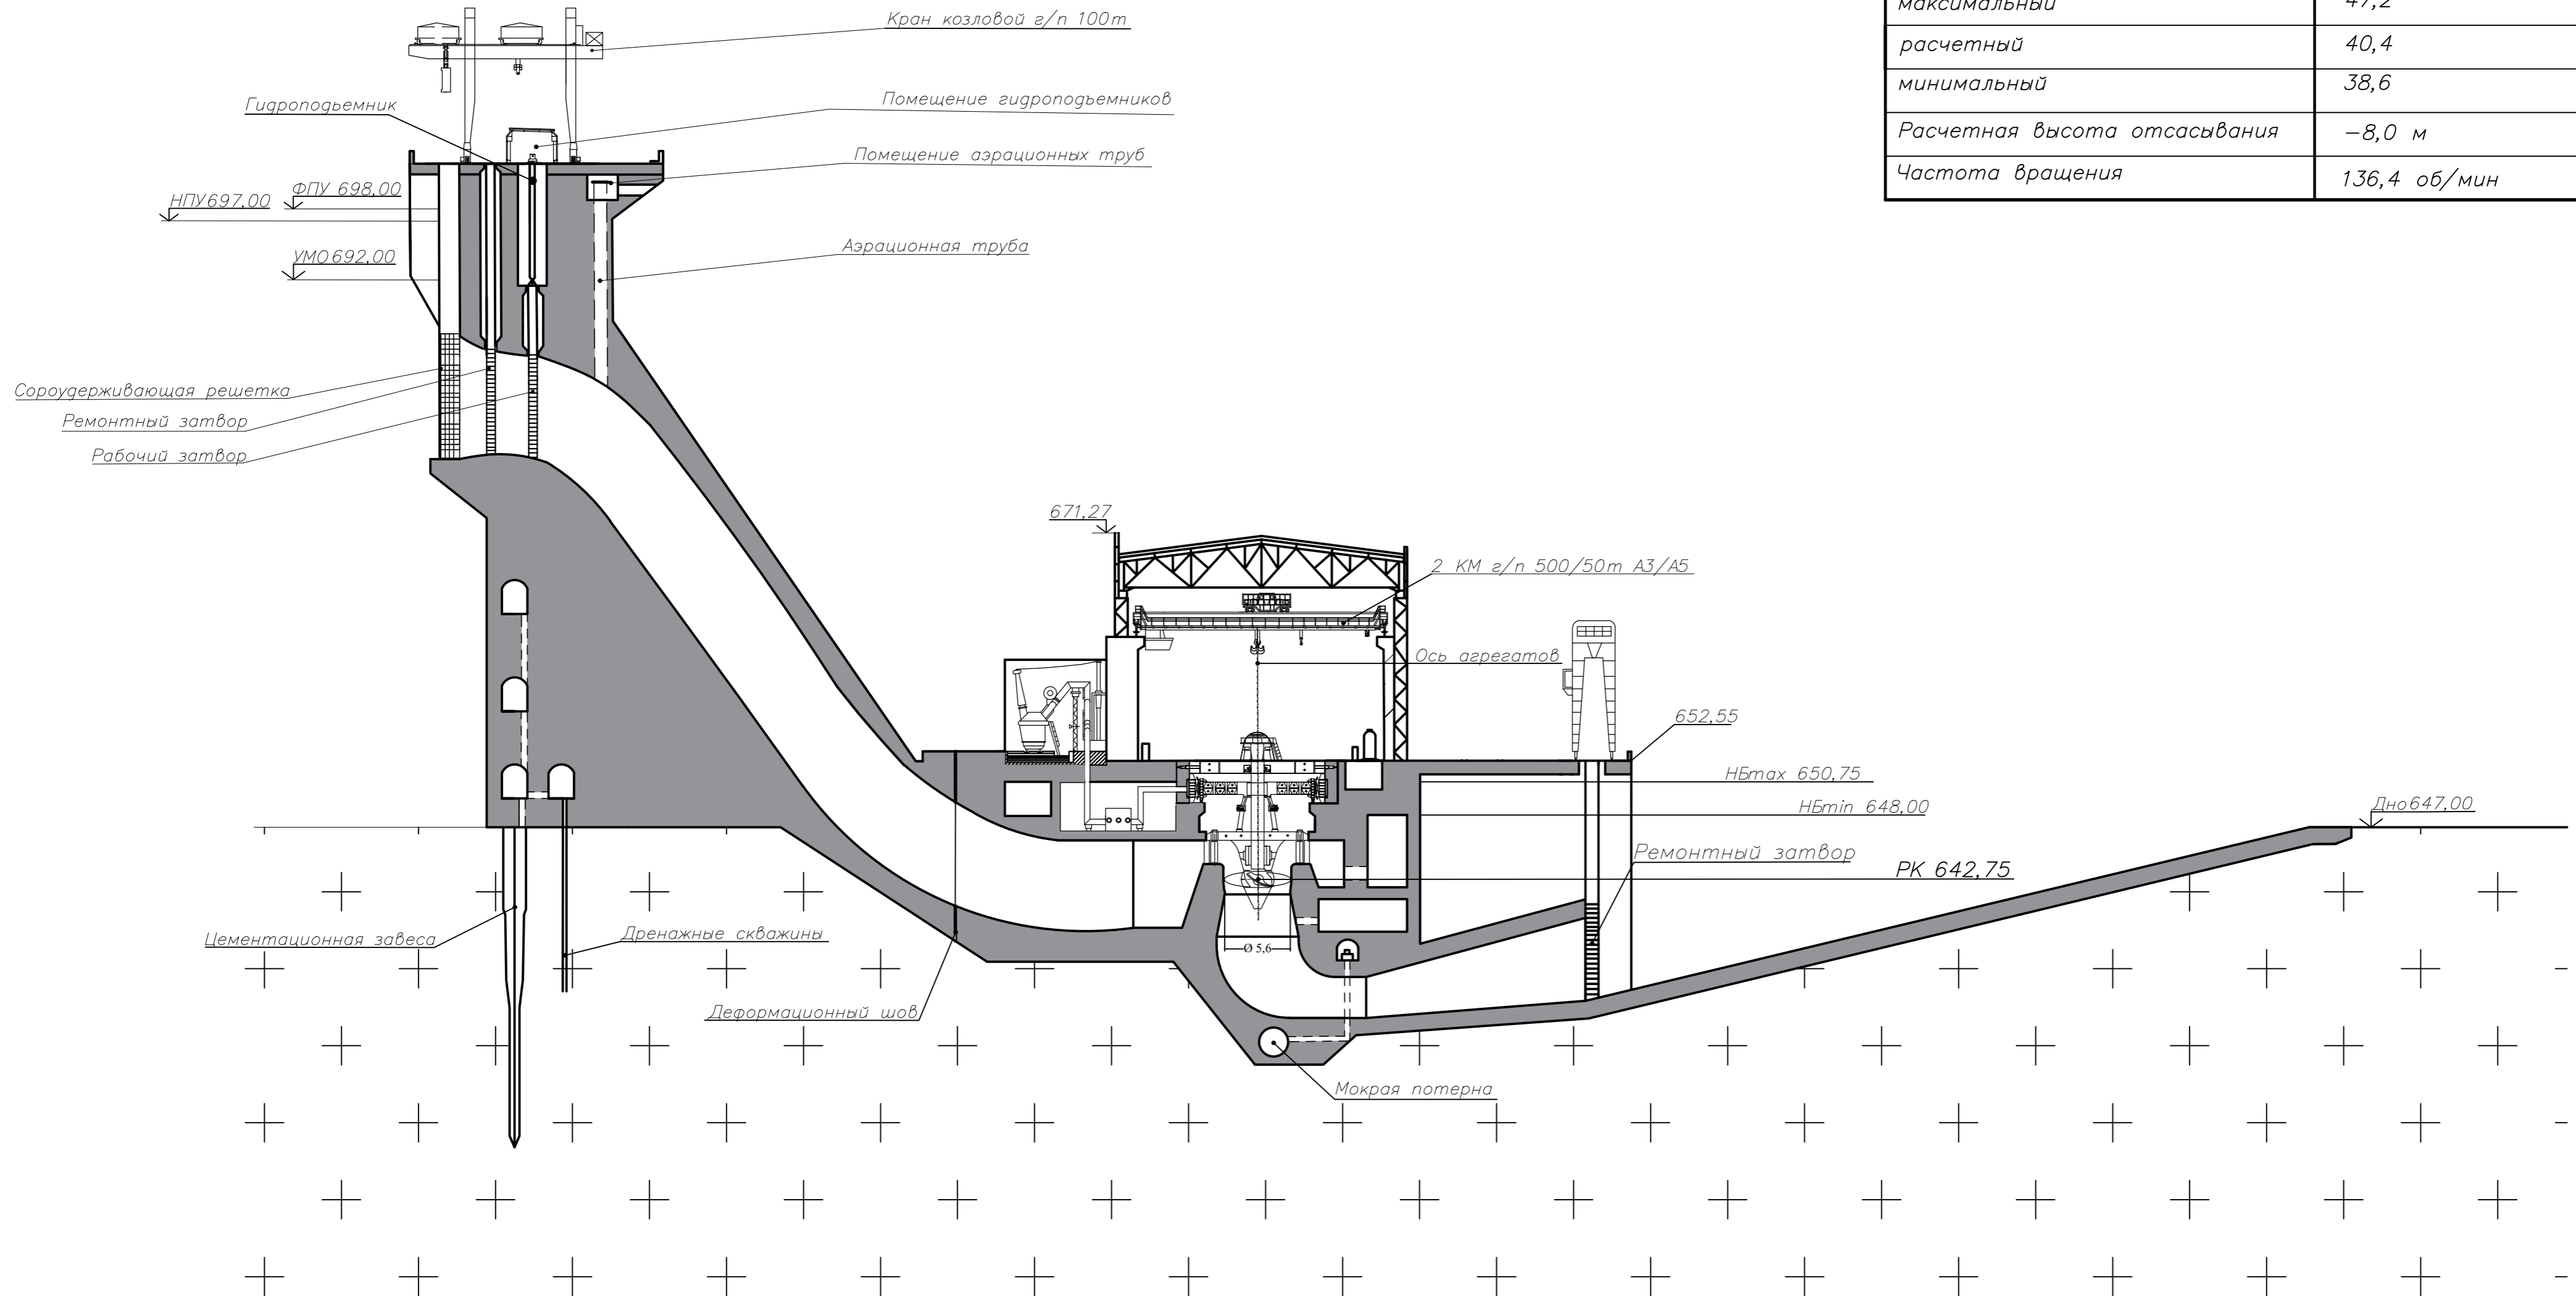 максимальный 47,2
расчетный 40,4
минимальный 38,6
Расчетная высота отсасывания -8,0 м
Частота вращения 136,4 об/мин
Кран козловой г/п 100т
Гидроподьемник
Помещение гидроподъемников
Помещение аэрационных труб
ФПУ 698,00
НПУ697,00
Аэрационная труба
УМО692,00
Сороудерживающая решетка
Ремонтный затвор
Рабочий затвор
671,27
2 КМ г/п 500/50т А3/А5
Ось агрегатов
652,55
НБmax 650,75
НБmin 648,00
Дно647,00
Ремонтный затвор
РК 642,75
Цементационная завеса
Дренажные скважины
Ø 5,6
Деформационный шов
Мокрая потерна